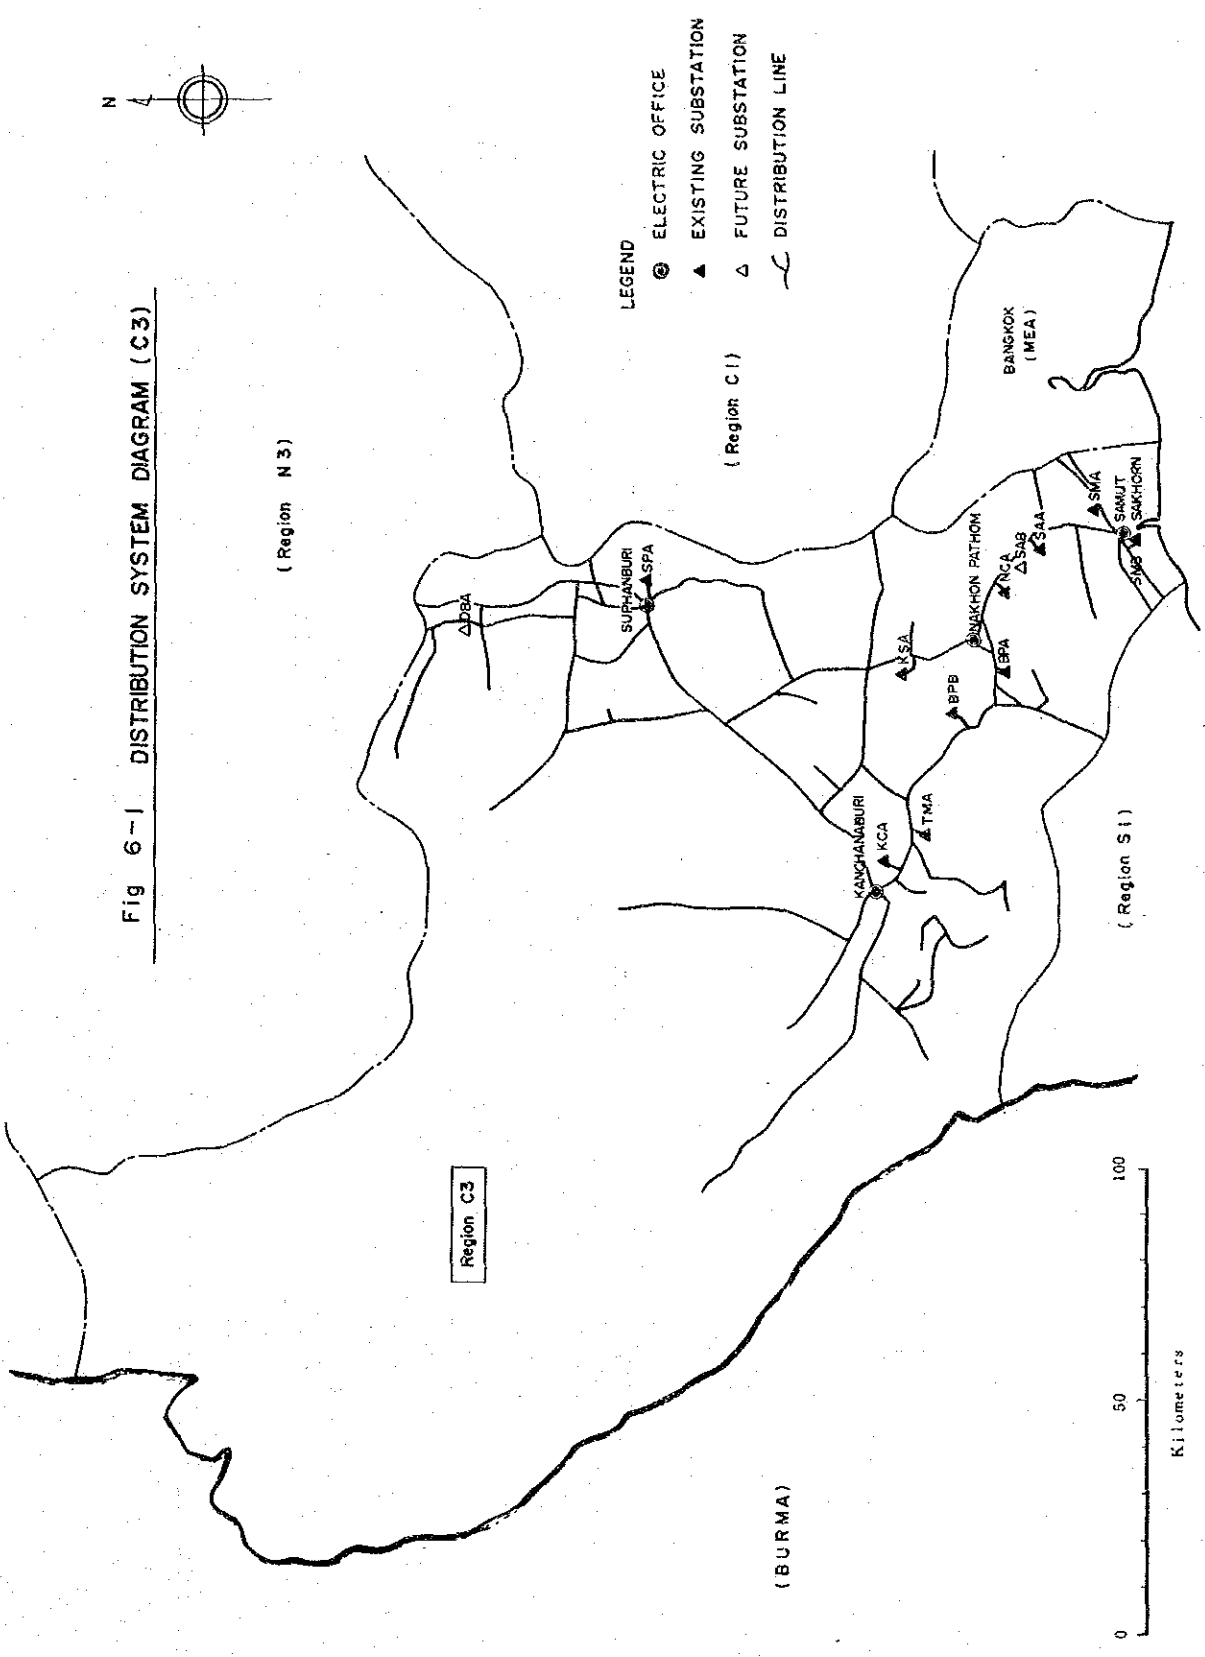 Fig 6-1 DISTRIBUTION SYSTEM DIAGRAM (C3)
N
(Region N3)
LEGEND
ELECTRIC OFFICE
EXISTING SUBSTATION
FUTURE SUBSTATION
DISTRIBUTION LINE
(Region C1)
Region C3
DBA
SUPHANBURI
SPA
KANCHANABURI
KCA
TMA
KSA
BPB
NAKHON PATHOM
BPA
NCA
SAB
SAA
SMA
SAMUT
SAKHORN
SMB
BANGKOK
(MEA)
(Region S1)
(BURMA)
0 50 100
Kilometers